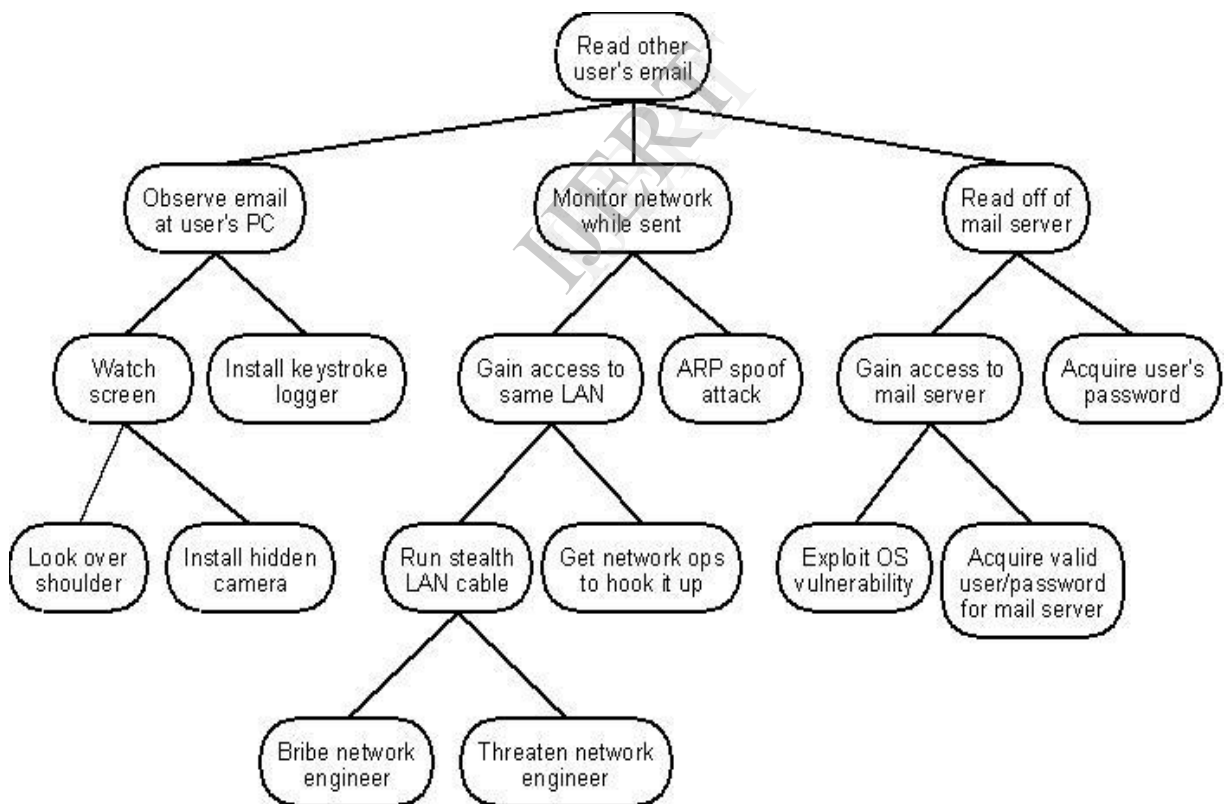 Read other
user's email
IJERT
Observe email
at user's PC
Monitor network
while sent
Read off of
mail server
Watch
screen
Install keystroke
logger
Gain access to
same LAN
ARP spoof
attack
Gain access to
mail server
Acquire user's
password
Look over
shoulder
Install hidden
camera
Run stealth
LAN cable
Get network ops
to hook it up
Exploit OS
vulnerability
Acquire valid
user/password
for mail server
Bribe network
engineer
Threaten network
engineer